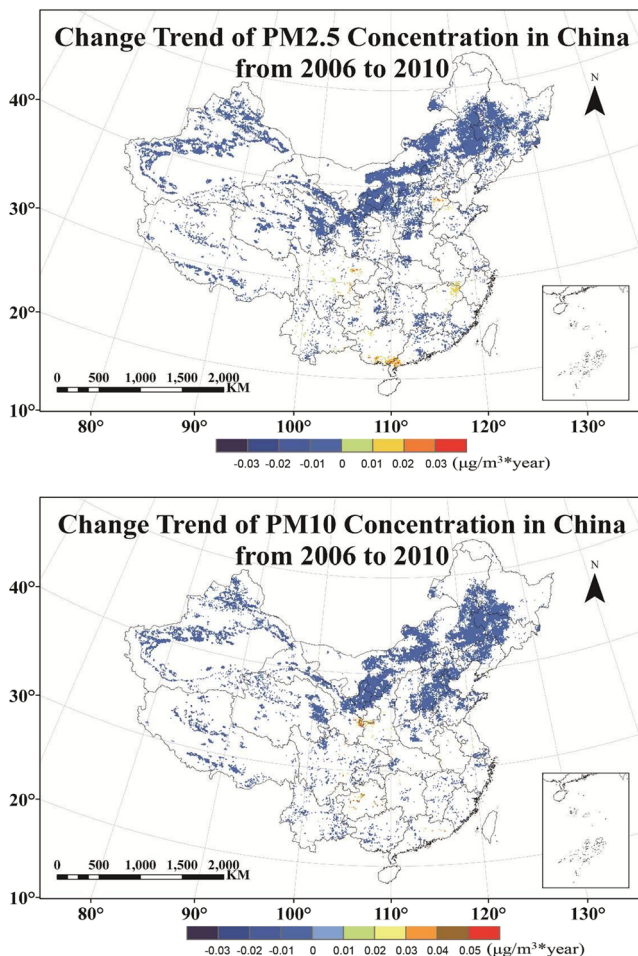 Change Trend of PM2.5 Concentration in China
from 2006 to 2010
N
40°
30°
20°
10°
0 500 1,000 1,500 2,000
KM
80° 90° 100° 110° 120° 130°
-0.03 -0.02 -0.01 0 0.01 0.02 0.03 (μg/m³*year)
Change Trend of PM10 Concentration in China
from 2006 to 2010
N
40°
30°
20°
10°
0 500 1,000 1,500 2,000
KM
80° 90° 100° 110° 120° 130°
-0.03 -0.02 -0.01 0 0.01 0.02 0.03 0.04 0.05 (μg/m³*year)